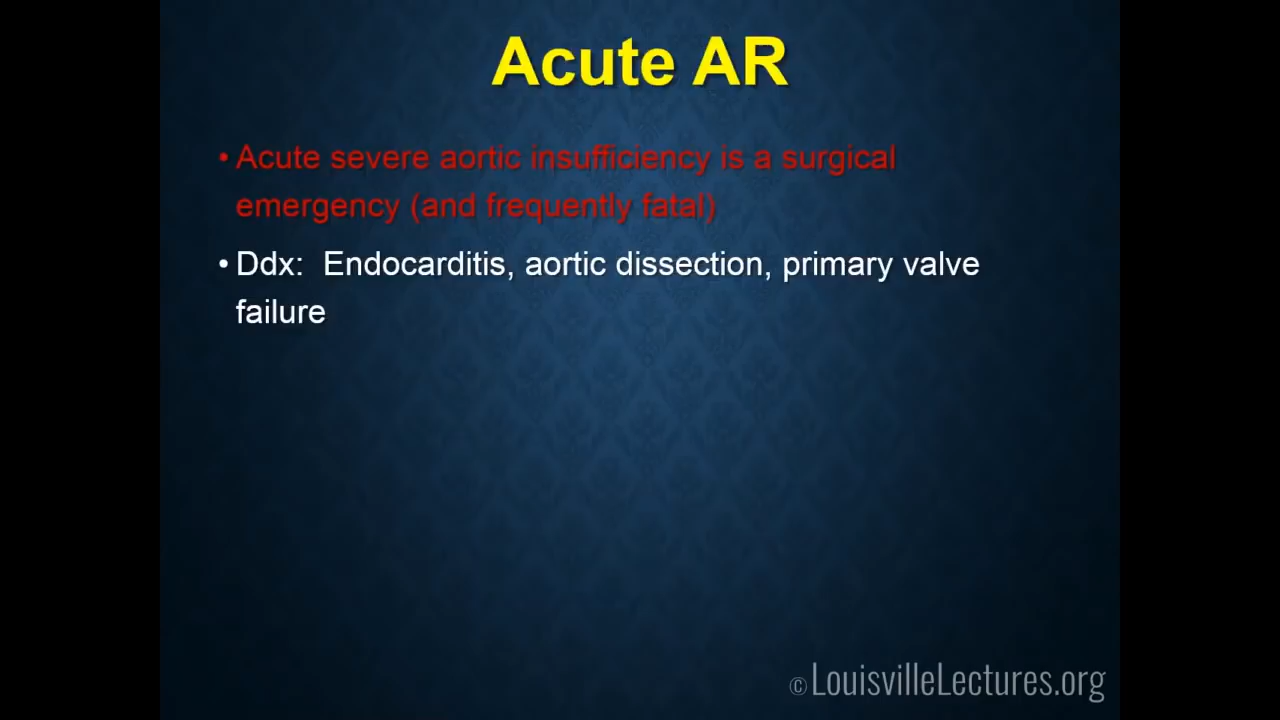 Acute AR
• Acute severe aortic insufficiency is a surgical
emergency (and frequently fatal)
• Ddx:  Endocarditis, aortic dissection, primary valve
failure
© LouisvilleLectures.org